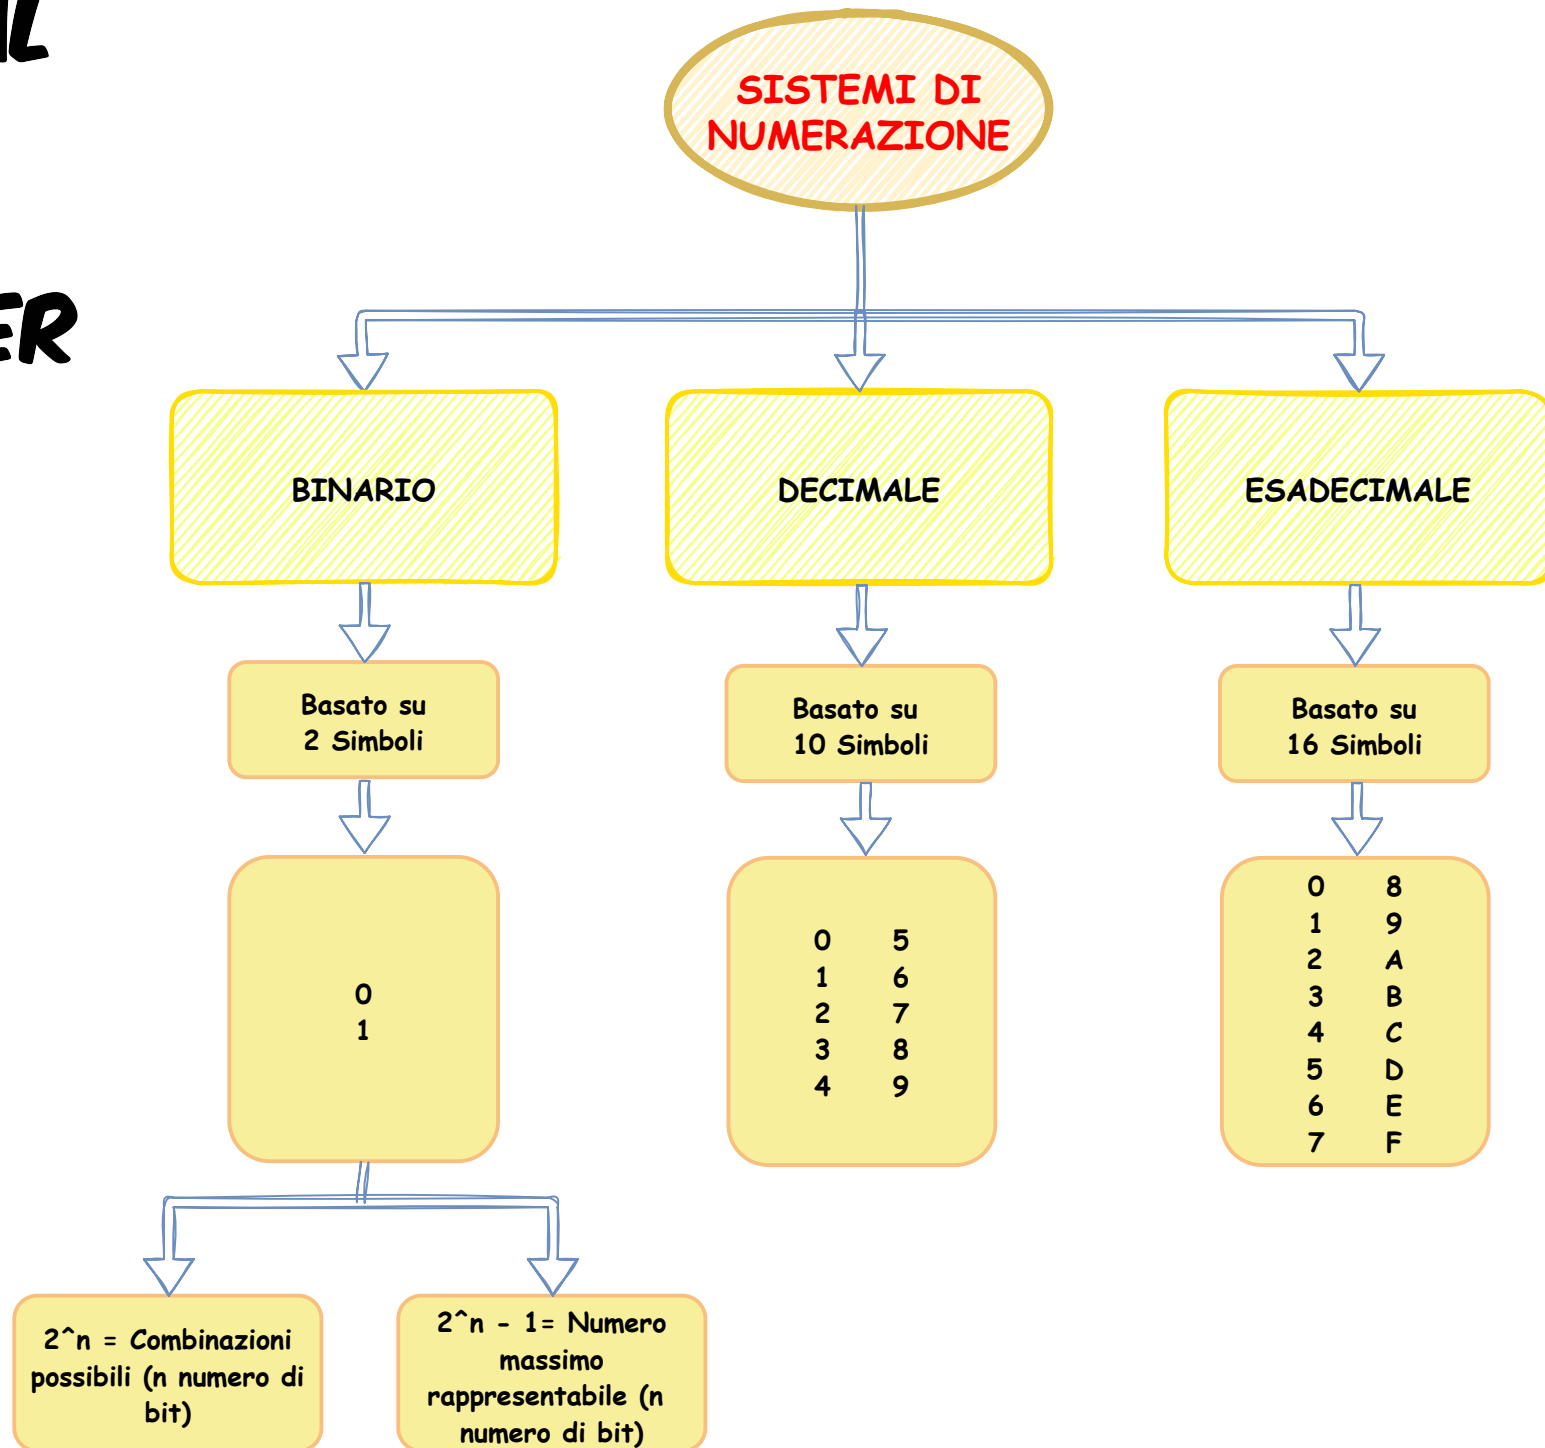 IL
ER
SISTEMI DI
NUMERAZIONE
BINARIO
DECIMALE
ESADECIMALE
Basato su
2 Simboli
Basato su
10 Simboli
Basato su
16 Simboli
0
1
0 5
1 6
2 7
3 8
4 9
0 8
1 9
2 A
3 B
4 C
5 D
6 E
7 F
2^n = Combinazioni
possibili (n numero di
bit)
2^n - 1= Numero
massimo
rappresentabile (n
numero di bit)